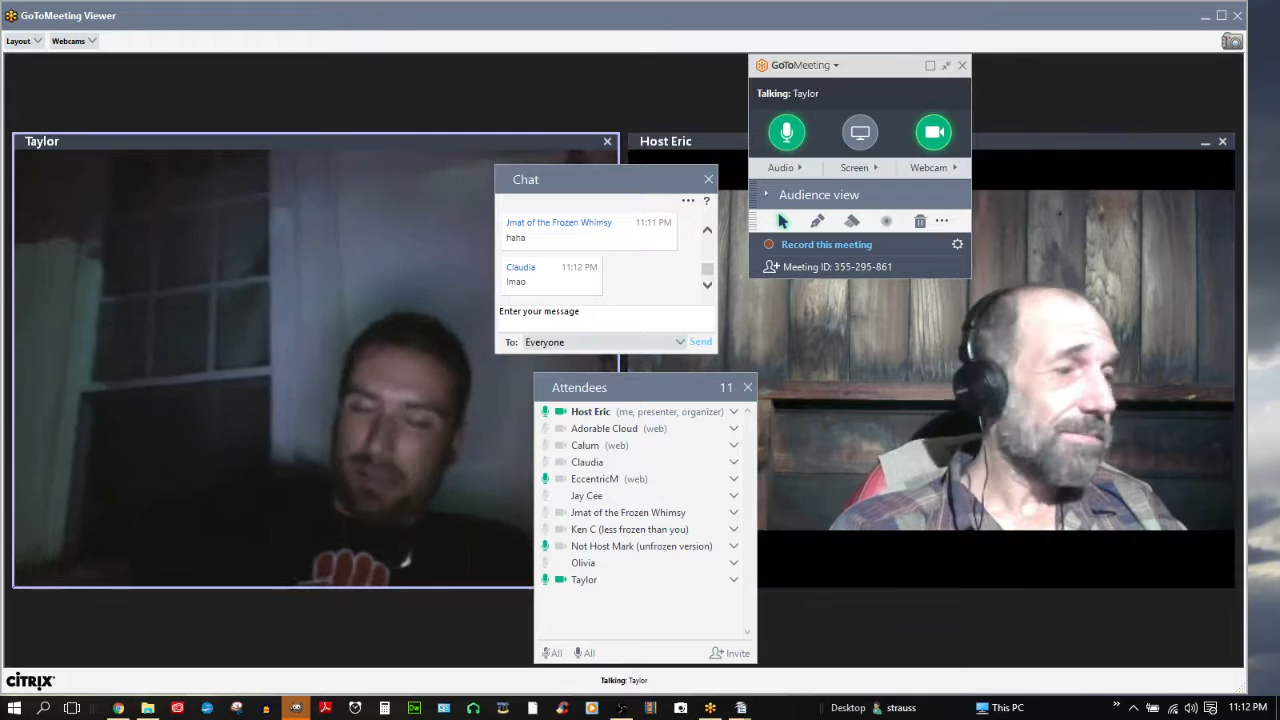 GoToMeeting Viewer
Layout
Webcams
GoToMeeting
Talking: Taylor
Audio
Screen
Webcam
Audience view
Record this meeting
Meeting ID: 355-295-861
Taylor
Host Eric
Chat
... ?
Jmat of the Frozen Whimsy 11:11 PM
haha
Claudia 11:12 PM
lmao
Enter your message
To: Everyone Send
Attendees 11
Host Eric (me, presenter, organizer)
Adorable Cloud (web)
Calum (web)
Claudia
EccentricM (web)
Jay Cee
Jmat of the Frozen Whimsy
Ken C (less frozen than you)
Not Host Mark (unfrozen version)
Olivia
Taylor
All All Invite
CİTRIX
Talking: Taylor
Dw
Desktop strauss This PC 11:12 PM